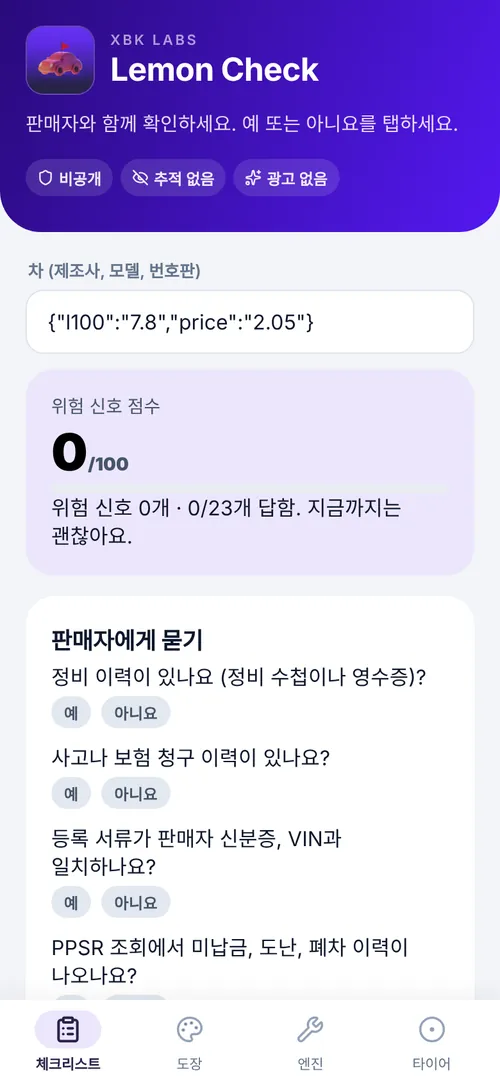 XBK LABS
Lemon Check
판매자와 함께 확인하세요. 예 또는 아니요를 탭하세요.
비공개
추적 없음
광고 없음
차 (제조사, 모델, 번호판)
{"l100":"7.8","price":"2.05"}
위험 신호 점수
0/100
위험 신호 0개 · 0/23개 답함. 지금까지는
괜찮아요.
판매자에게 묻기
정비 이력이 있나요 (정비 수첩이나 영수증)?
예
아니요
사고나 보험 청구 이력이 있나요?
예
아니요
등록 서류가 판매자 신분증, VIN과
일치하나요?
예
아니요
PPSR 조회에서 미납금, 도난, 폐차 이력이
나오나요?
체크리스트
도장
엔진
타이어